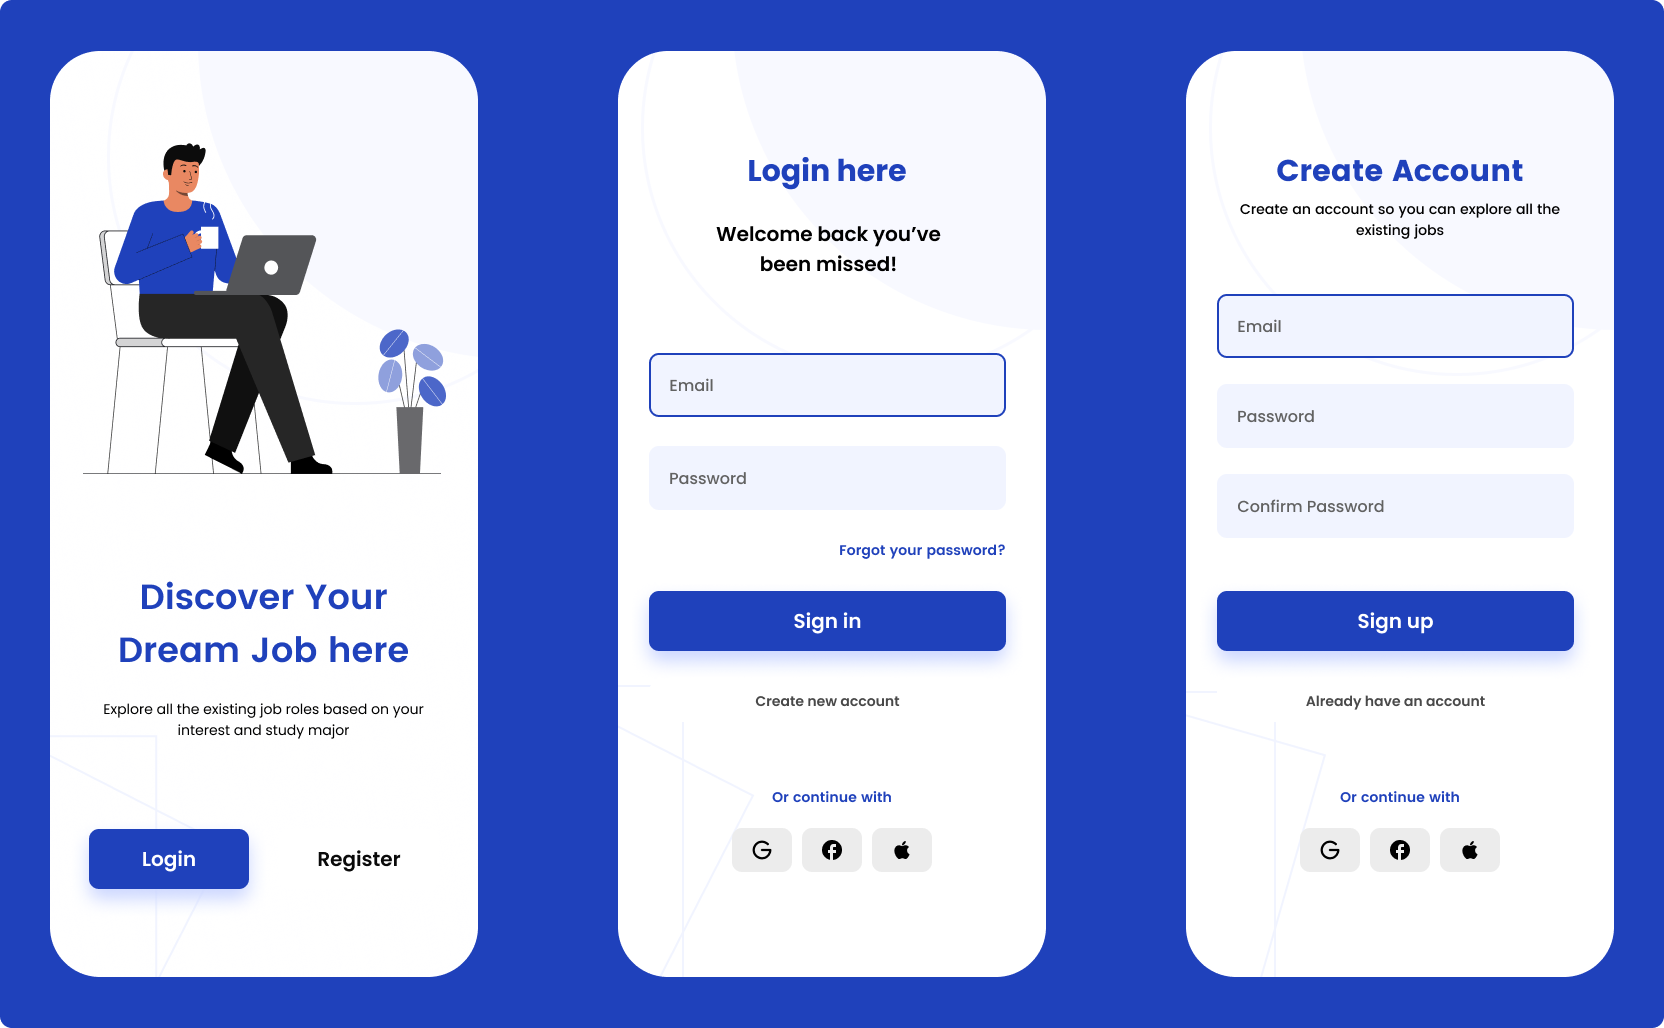 Discover Your
Dream Job here
Explore all the existing job roles based on your
interest and study major
Login
Register
Login here
Welcome back you’ve
been missed!
Email
Password
Forgot your password?
Sign in
Create new account
Or continue with
Create Account
Create an account so you can explore all the
existing jobs
Email
Password
Confirm Password
Sign up
Already have an account
Or continue with